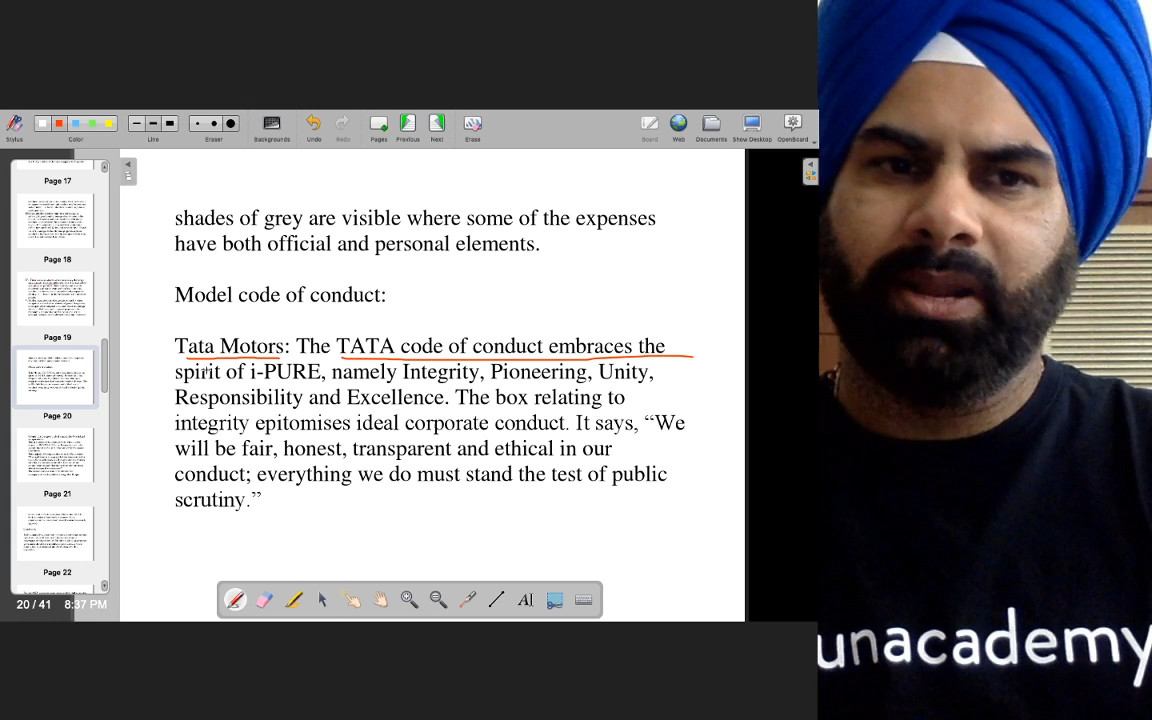 Stylus
Color
Line
Eraser
Backgrounds
Undo
Redo
Pages
Previous
Next
Erase
Board
Web
Documents
Show Desktop
OpenBoard
Page 17
Page 18
Page 19
Page 20
Page 21
Page 22
20 / 41 8:37 PM
shades of grey are visible where some of the expenses
have both official and personal elements.
Model code of conduct:
Tata Motors: The TATA code of conduct embraces the
spirit of i-PURE, namely Integrity, Pioneering, Unity,
Responsibility and Excellence. The box relating to
integrity epitomises ideal corporate conduct. It says, “We
will be fair, honest, transparent and ethical in our
conduct; everything we do must stand the test of public
scrutiny.”
unacademy